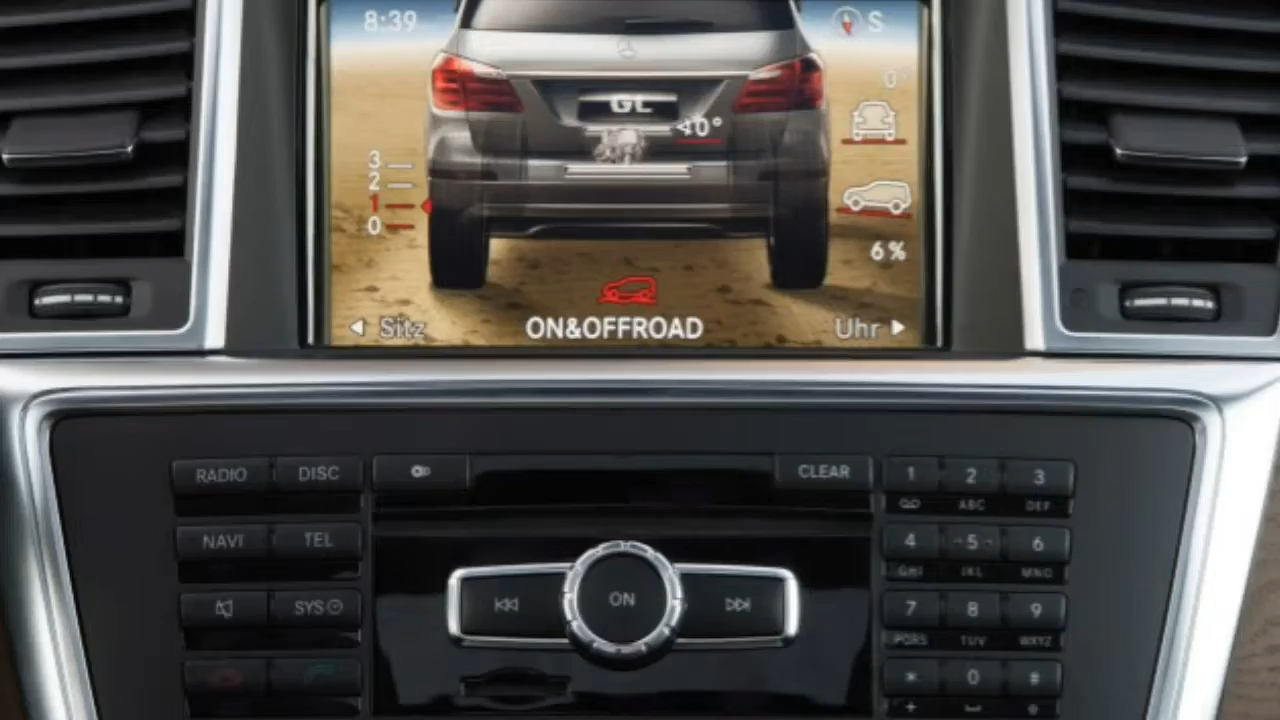 8:39
S
0°
GL
40°
3
2
1
0
6%
◀ Sitz
ON&OFFROAD
Uhr ▶
RADIO DISC
CLEAR
1 2 3
ABC DEF
NAVI TEL
4 5 6
GHI JKL MNO
SYS
ON
7 8 9
PQRS TUV WXYZ
* 0 #
+